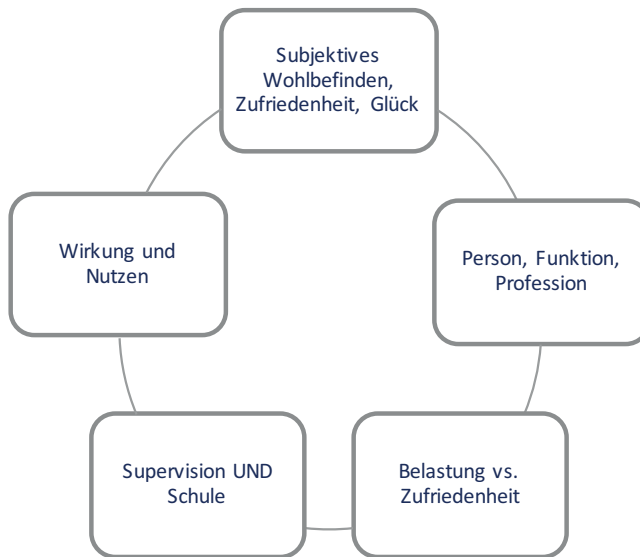 Subjektives
Wohlbefinden,
Zufriedenheit, Glück
Person, Funktion,
Profession
Belastung vs.
Zufriedenheit
Supervision UND
Schule
Wirkung und
Nutzen